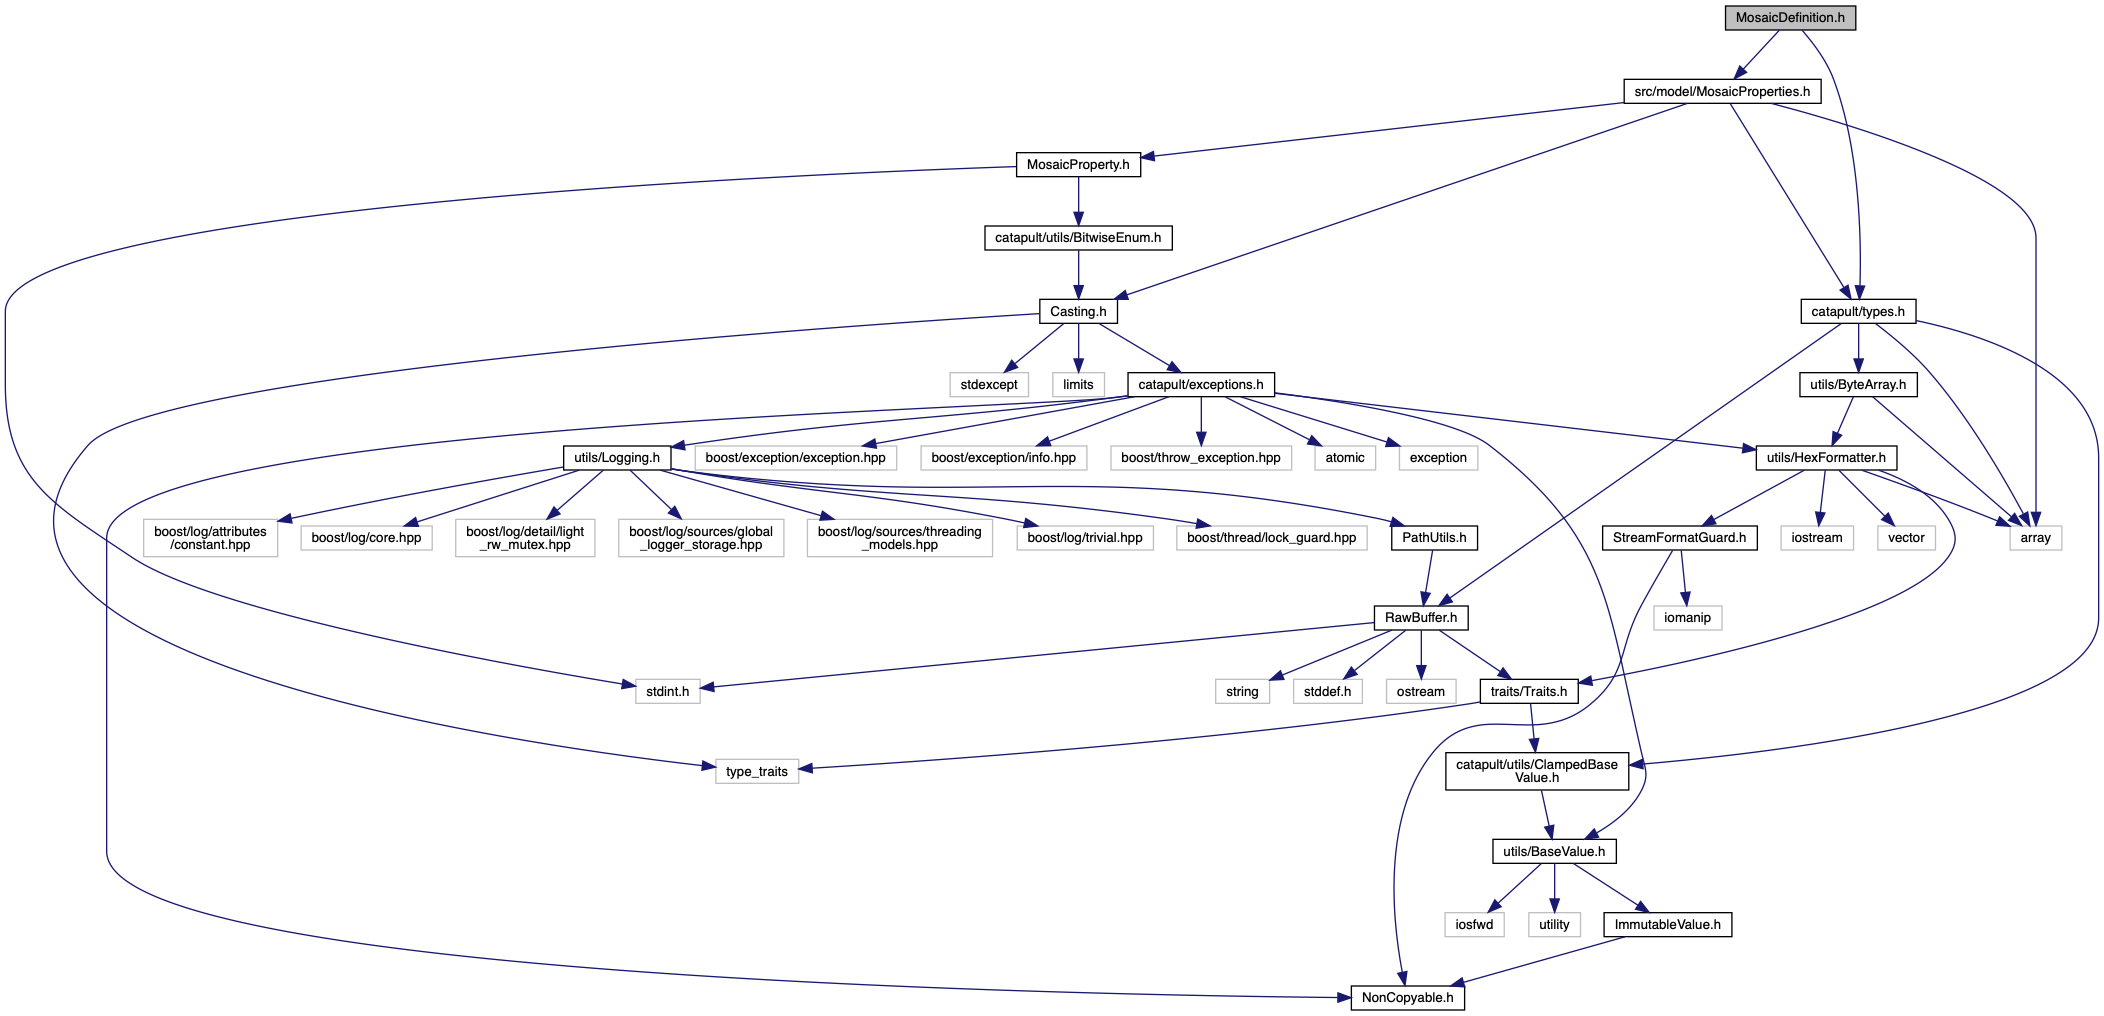 MosaicDefinition.h
src/model/MosaicProperties.h
MosaicProperty.h
catapult/utils/BitwiseEnum.h
Casting.h
catapult/types.h
stdexcept
limits
catapult/exceptions.h
utils/ByteArray.h
utils/Logging.h
boost/exception/exception.hpp
boost/exception/info.hpp
boost/throw_exception.hpp
atomic
exception
utils/HexFormatter.h
boost/log/attributes
/constant.hpp
boost/log/core.hpp
boost/log/detail/light
_rw_mutex.hpp
boost/log/sources/global
_logger_storage.hpp
boost/log/sources/threading
_models.hpp
boost/log/trivial.hpp
boost/thread/lock_guard.hpp
PathUtils.h
StreamFormatGuard.h
iostream
vector
array
RawBuffer.h
iomanip
stdint.h
string
stddef.h
ostream
traits/Traits.h
type_traits
catapult/utils/ClampedBase
Value.h
utils/BaseValue.h
iosfwd
utility
ImmutableValue.h
NonCopyable.h